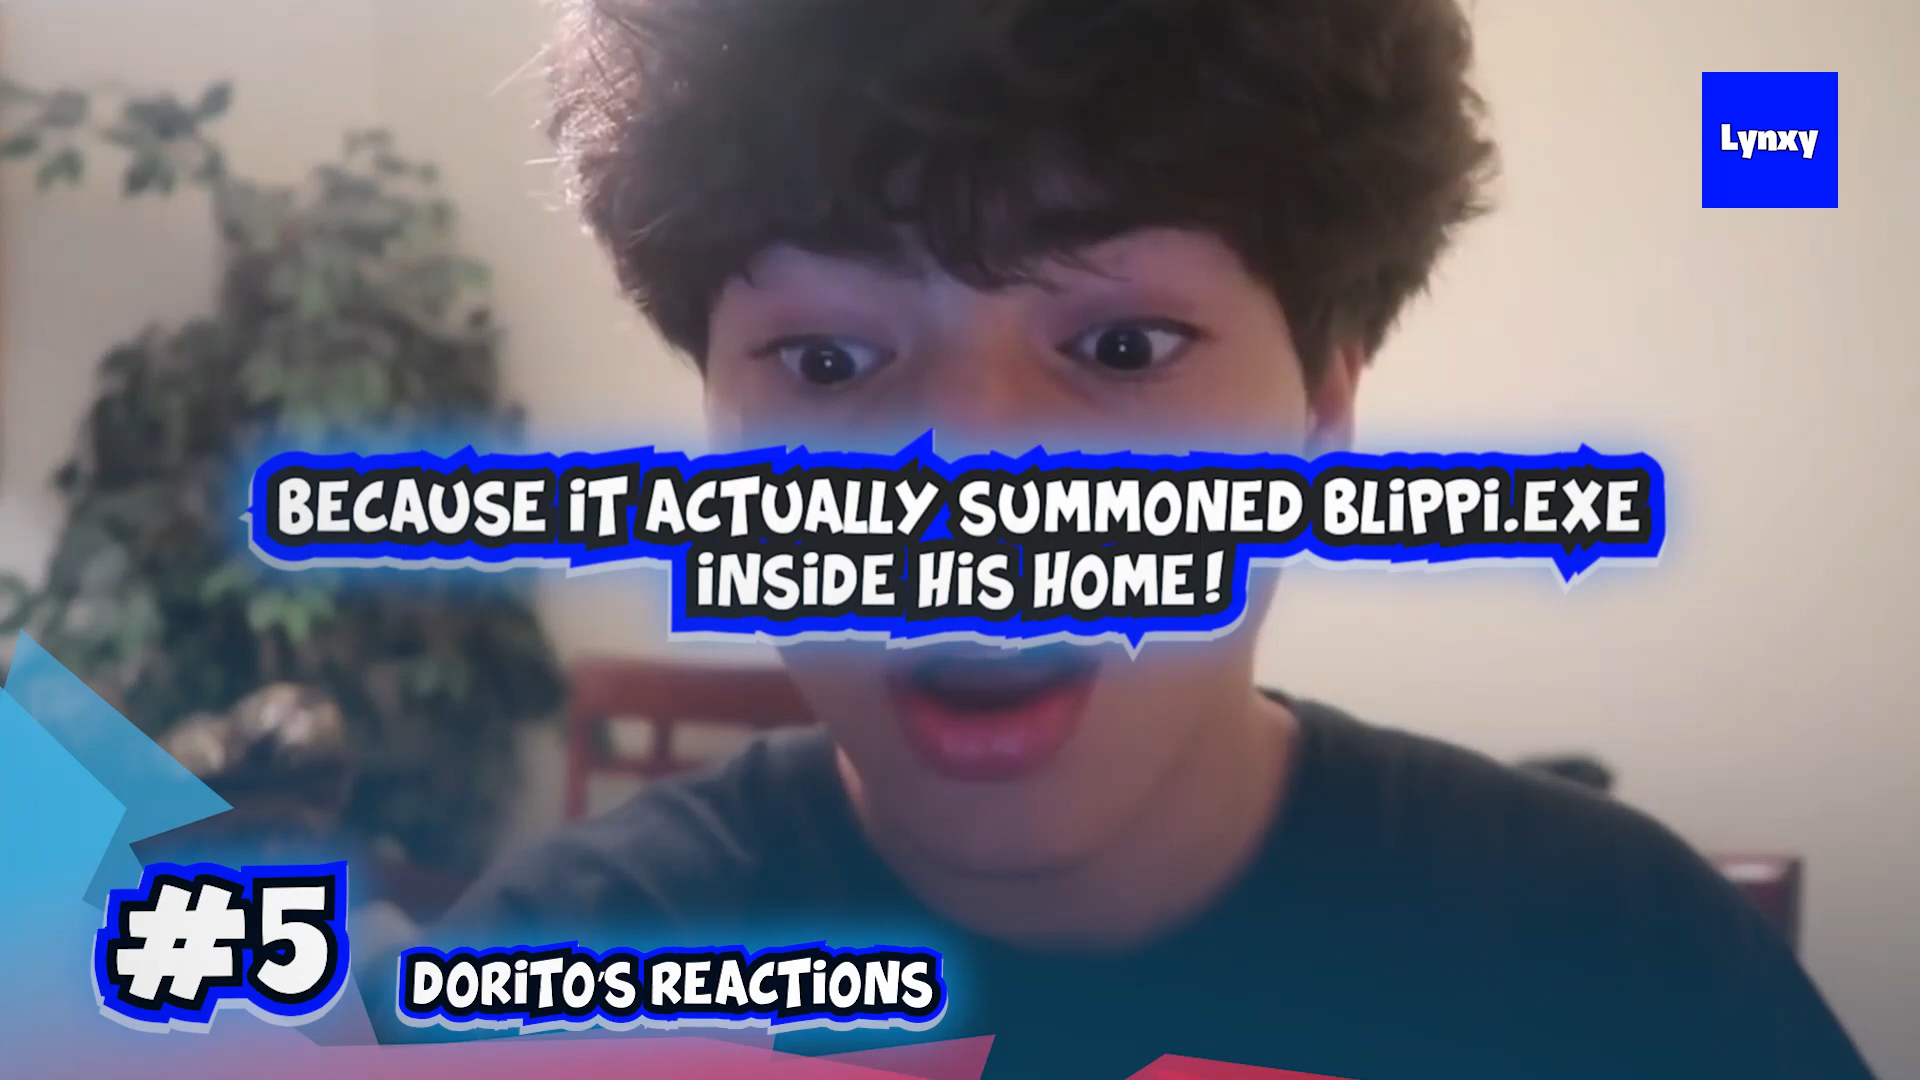 Lynxy
BECAUSE iT ACTUALLY SUMMONED BLiPPi.EXE
iNSiDE HiS HOME!
#5
DORiTO'S REACTiONS